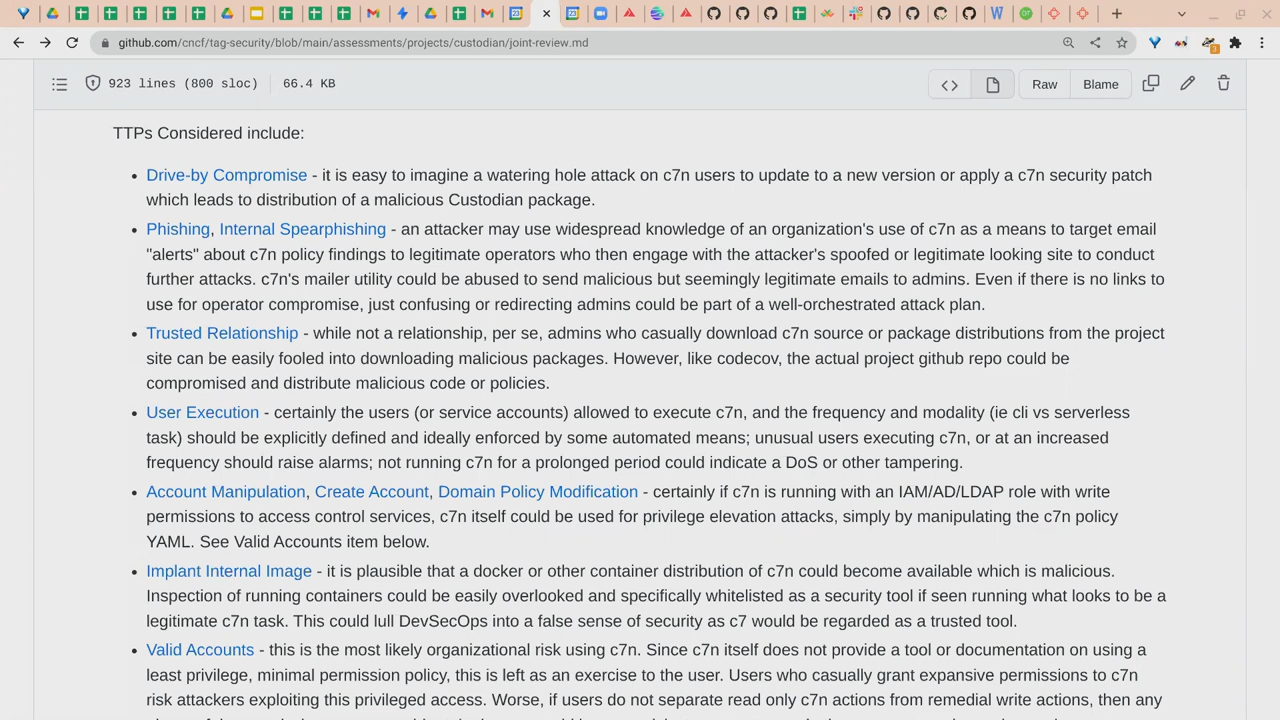 github.com/cncf/tag-security/blob/main/assessments/projects/custodian/joint-review.md
923 lines (800 sloc) 66.4 KB
Raw Blame
TTPs Considered include:
Drive-by Compromise - it is easy to imagine a watering hole attack on c7n users to update to a new version or apply a c7n security patch
which leads to distribution of a malicious Custodian package.
Phishing, Internal Spearphishing - an attacker may use widespread knowledge of an organization's use of c7n as a means to target email
"alerts" about c7n policy findings to legitimate operators who then engage with the attacker's spoofed or legitimate looking site to conduct
further attacks. c7n's mailer utility could be abused to send malicious but seemingly legitimate emails to admins. Even if there is no links to
use for operator compromise, just confusing or redirecting admins could be part of a well-orchestrated attack plan.
Trusted Relationship - while not a relationship, per se, admins who casually download c7n source or package distributions from the project
site can be easily fooled into downloading malicious packages. However, like codecov, the actual project github repo could be
compromised and distribute malicious code or policies.
User Execution - certainly the users (or service accounts) allowed to execute c7n, and the frequency and modality (ie cli vs serverless
task) should be explicitly defined and ideally enforced by some automated means; unusual users executing c7n, or at an increased
frequency should raise alarms; not running c7n for a prolonged period could indicate a DoS or other tampering.
Account Manipulation, Create Account, Domain Policy Modification - certainly if c7n is running with an IAM/AD/LDAP role with write
permissions to access control services, c7n itself could be used for privilege elevation attacks, simply by manipulating the c7n policy
YAML. See Valid Accounts item below.
Implant Internal Image - it is plausible that a docker or other container distribution of c7n could become available which is malicious.
Inspection of running containers could be easily overlooked and specifically whitelisted as a security tool if seen running what looks to be a
legitimate c7n task. This could lull DevSecOps into a false sense of security as c7 would be regarded as a trusted tool.
Valid Accounts - this is the most likely organizational risk using c7n. Since c7n itself does not provide a tool or documentation on using a
least privilege, minimal permission policy, this is left as an exercise to the user. Users who casually grant expansive permissions to c7n
risk attackers exploiting this privileged access. Worse, if users do not separate read only c7n actions from remedial write actions, then any